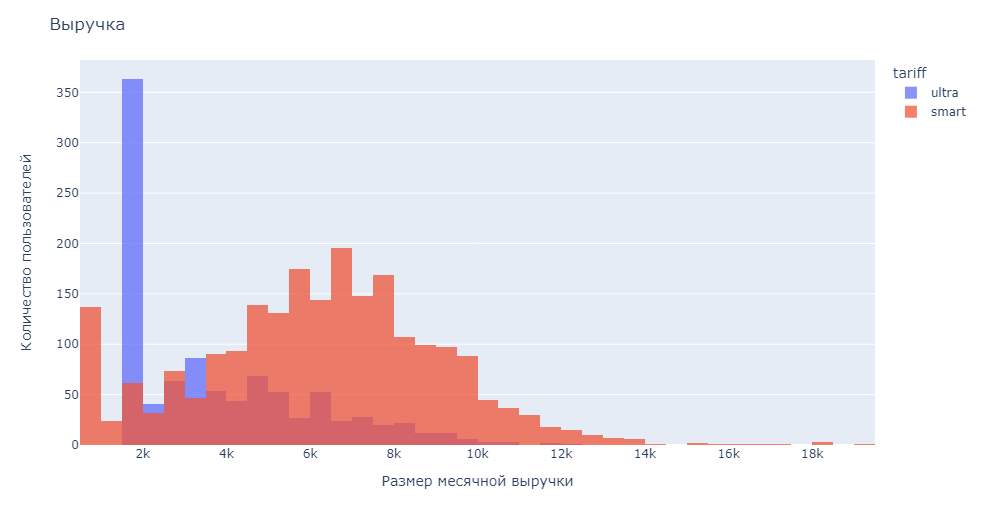 Выручка
tariff
ultra
smart
Количество пользователей
350
300
250
200
150
100
50
0
2k
4k
6k
8k
10k
12k
14k
16k
18k
Размер месячной выручки